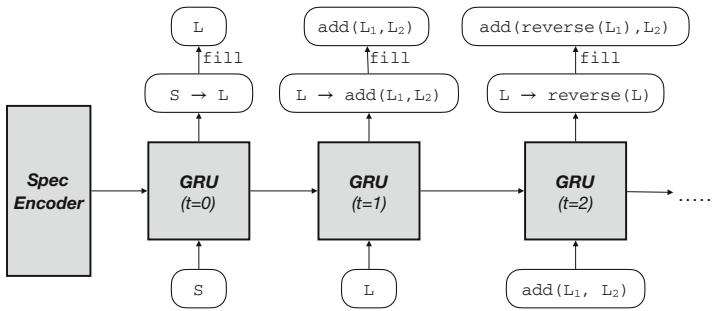 L add(L₁,L₂) add(reverse(L₁),L₂)
fill fill fill
S → L L → add(L₁,L₂) L → reverse(L)
Spec
Encoder
GRU
(t=0)
GRU
(t=1)
GRU
(t=2)
.....
S L add(L₁, L₂)